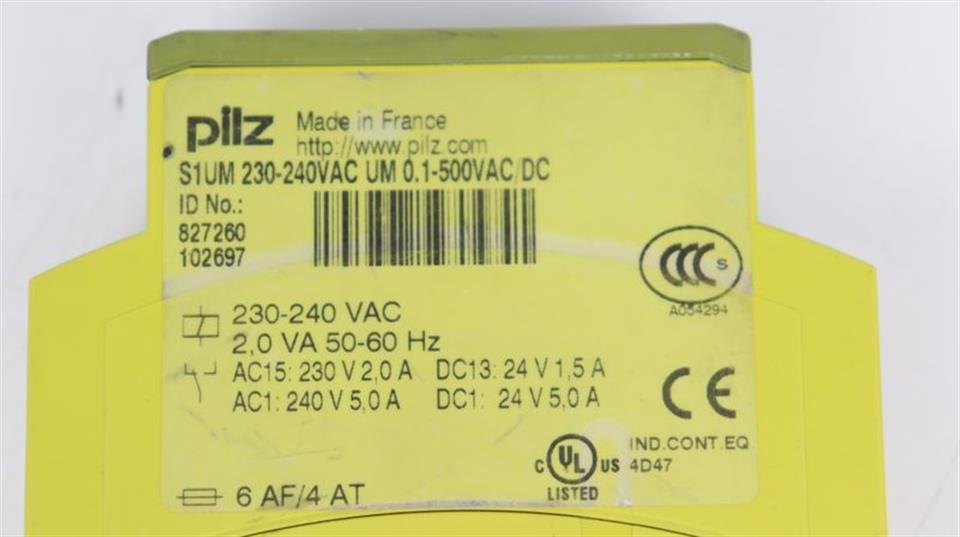 pilz Made in France
http://www.pilz.com
S1UM 230-240VAC UM 0.1-500VAC/DC
ID No.:
827260
102697
CCC S
A054294
230-240 VAC
2,0 VA 50-60 Hz
AC15: 230 V 2,0 A DC13: 24 V 1,5 A
AC1: 240 V 5,0 A DC1: 24 V 5,0 A
CE
C UL US IND.CONT.EQ
4D47
LISTED
6 AF/4 AT